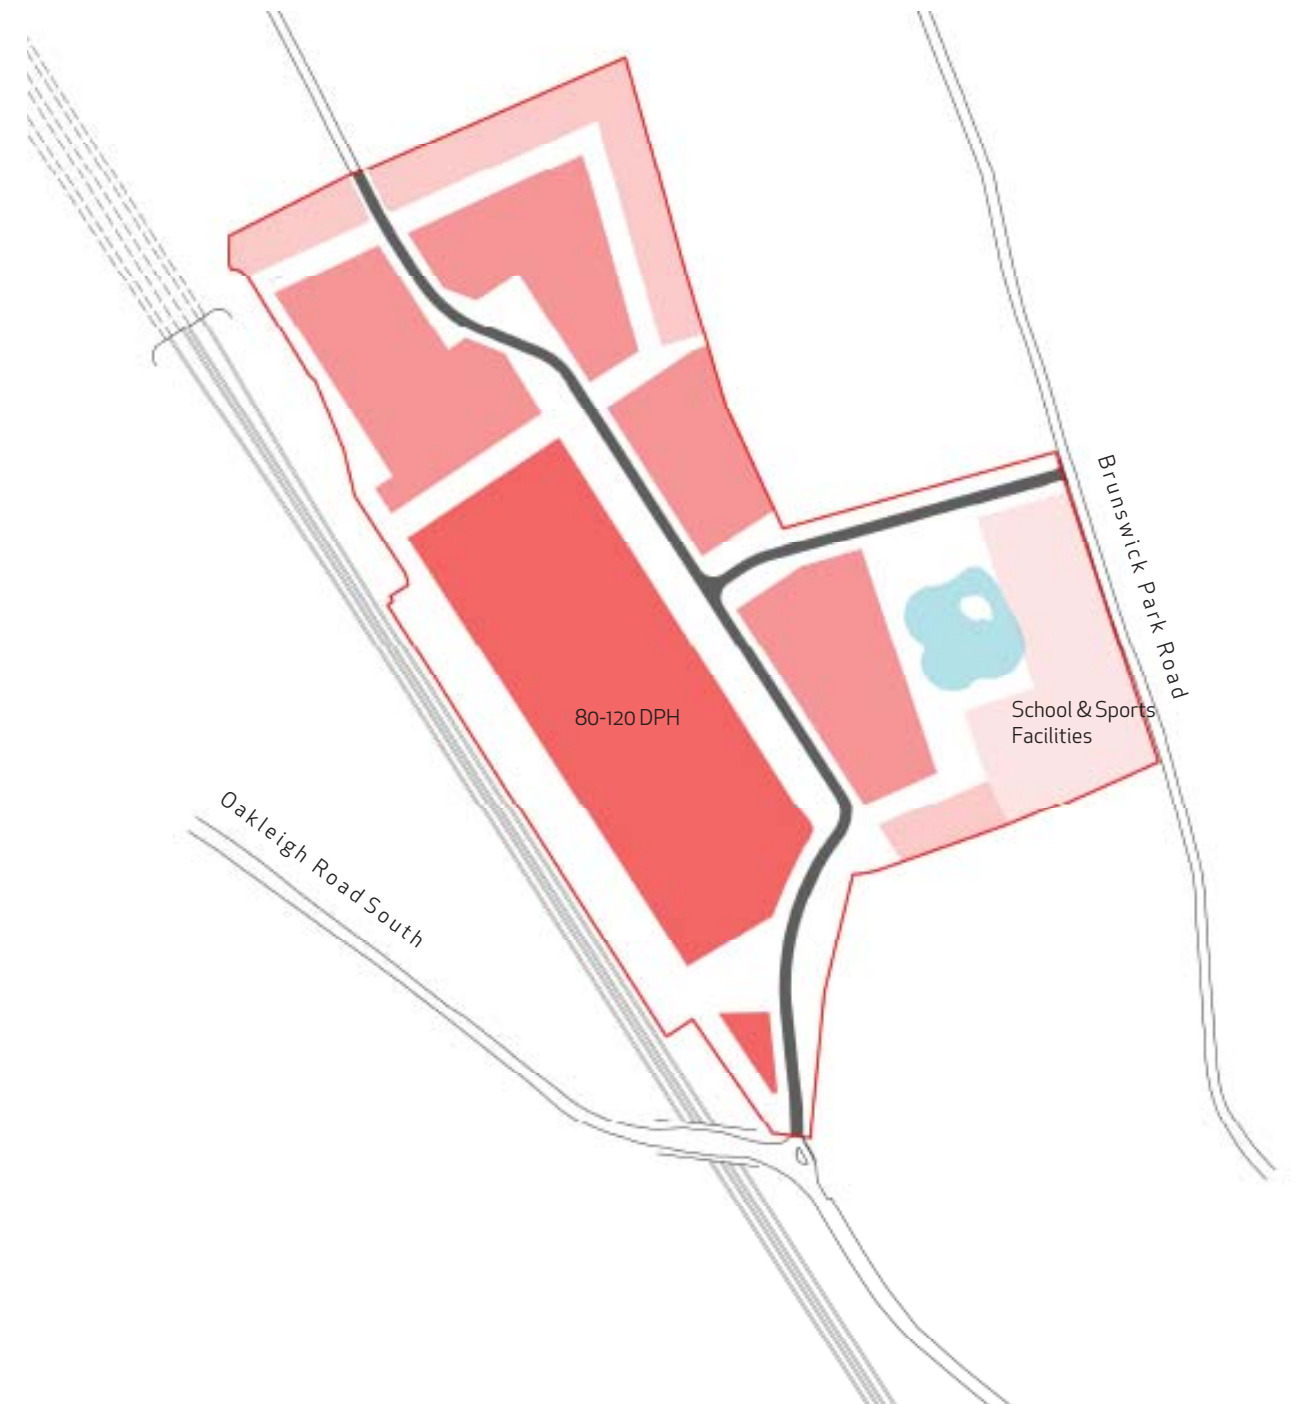 Brunswick Park Road
80-120 DPH
School & Sports
Facilities
Oakleigh Road South